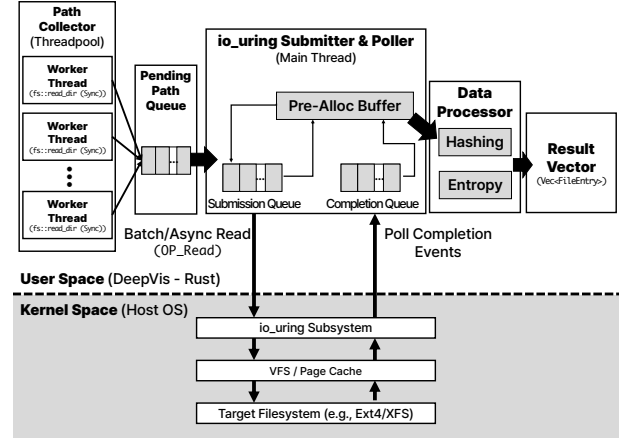 Path
Collector
(Threadpool)
Worker
Thread
(fs::read_dir (Sync))
Worker
Thread
(fs::read_dir (Sync))
Worker
Thread
(fs::read_dir (Sync))
Pending
Path
Queue
...
io_uring Submitter & Poller
(Main Thread)
Pre-Alloc Buffer
...
Submission Queue
...
Completion Queue
Data
Processor
Hashing
Entropy
Result
Vector
(Vec<FileEntry>)
Batch/Async Read
(OP_Read)
Poll Completion
Events
User Space (DeepVis - Rust)
Kernel Space (Host OS)
io_uring Subsystem
VFS / Page Cache
Target Filesystem (e.g., Ext4/XFS)